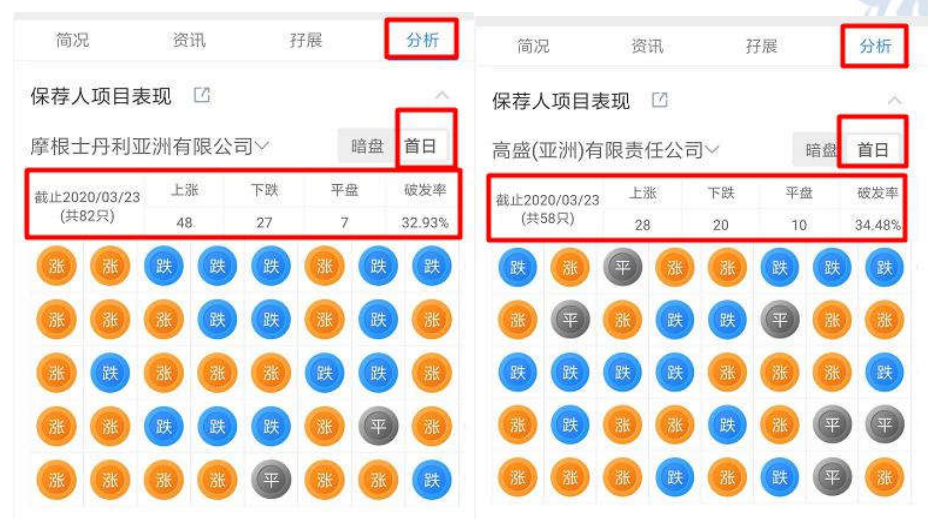 简况 资讯 孖展 分析
保荐人项目表现
摩根士丹利亚洲有限公司 暗盘 首日
截止2020/03/23 上涨 下跌 平盘 破发率
(共82只) 48 27 7 32.93%
涨 涨 跌 跌 跌 涨 跌 跌
涨 涨 涨 跌 跌 涨 跌 涨
涨 跌 涨 涨 涨 跌 跌 涨
涨 涨 跌 跌 跌 涨 平 涨
涨 涨 涨 涨 平 涨 涨 跌
简况 资讯 孖展 分析
保荐人项目表现
高盛(亚洲)有限责任公司 暗盘 首日
截止2020/03/23 上涨 下跌 平盘 破发率
(共58只) 28 20 10 34.48%
跌 涨 平 涨 涨 跌 跌 跌
涨 平 涨 跌 跌 平 涨 涨
跌 跌 跌 跌 涨 涨 涨 跌
涨 跌 涨 涨 跌 涨 平 平
涨 涨 涨 跌 涨 跌 平 涨